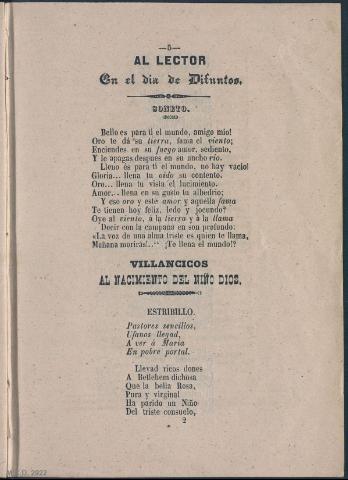 —5—
AL LECTOR
En el dia de Difuntos.
SONETO.
Bello es para ti el mundo, amigo mio!
Oro te dá su tierra, fama el viento;
Enciendes en su fuego amor, sediento,
Y le apagas despues en su ancho rio.
Lleno es para ti el mundo, no hay vacio!
Gloria... llena tu oido su contento.
Oro... llena tu vista el lucimiento.
Amor... llena en su gusto tu albedrio;
Y ese oro y este amor y aquella fama
Te tienen hoy feliz, ledo y jocundo?
Oye al viento, á la tierra y á la llama
Decir con la campana en son profundo:
«La voz de una alma triste es quien te llama,
Mañana morirás!..» ¡Te llena el mundo!?
VILLANCICOS
AL NACIMIENTO DEL NIÑO DIOS.
ESTRIBILLO.
Pastores sencillos,
Ufanos llegad,
A ver á Maria
En pobre portal.
Llevad ricos dones
A Bethlehem dichosa
Que la bella Rosa,
Pura y virginal
Ha parido un Niño
Del triste consuelo,
2
M.C.D. 2022